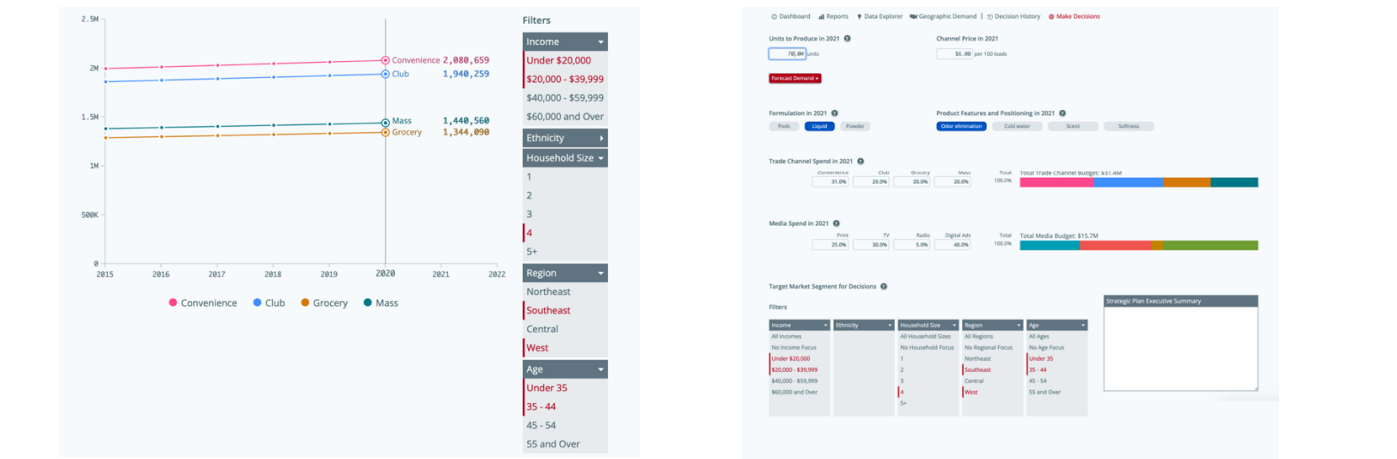 2.5M
2M
1.5M
1M
500K
0
Convenience 2,080,659
Club 1,940,259
Mass 1,440,560
Grocery 1,344,090
2015 2016 2017 2018 2019 2020 2021 2022
Convenience Club Grocery Mass
Filters
Income
Under $20,000
$20,000 - $39,999
$40,000 - $59,999
$60,000 and Over
Ethnicity
Household Size
1
2
3
4
5+
Region
Northeast
Southeast
Central
West
Age
Under 35
35 - 44
45 - 54
55 and Over
Dashboard Reports Data Explorer Geographic Demand | Decision History Make Decisions
Units to Produce in 2021 Channel Price in 2021
units $6.00 per 100 loads
Forecast Demand
Formulation in 2021 Product Features and Positioning in 2021
Pods Liquid Powder Odor elimination Cold water Scent Softness
Trade Channel Spend in 2021
Convenience Club Grocery Mass Total Total Trade Channel Budget: $31.4M
31.0% 29.0% 20.0% 20.0% 100.0%
Media Spend in 2021
Print TV Radio Digital Ads Total Total Media Budget: $15.7M
25.0% 30.0% 5.0% 40.0% 100.0%
Target Market Segment for Decisions
Filters
Strategic Plan Executive Summary
Income Ethnicity Household Size Region Age
All Incomes All Household Sizes All Regions All Ages
No Income Focus No Household Focus No Regional Focus No Age Focus
Under $20,000 1 Northeast Under 35
$20,000 - $39,999 2 Southeast 35 - 44
$40,000 - $59,999 3 Central 45 - 54
$60,000 and Over 4 West 55 and Over
5+